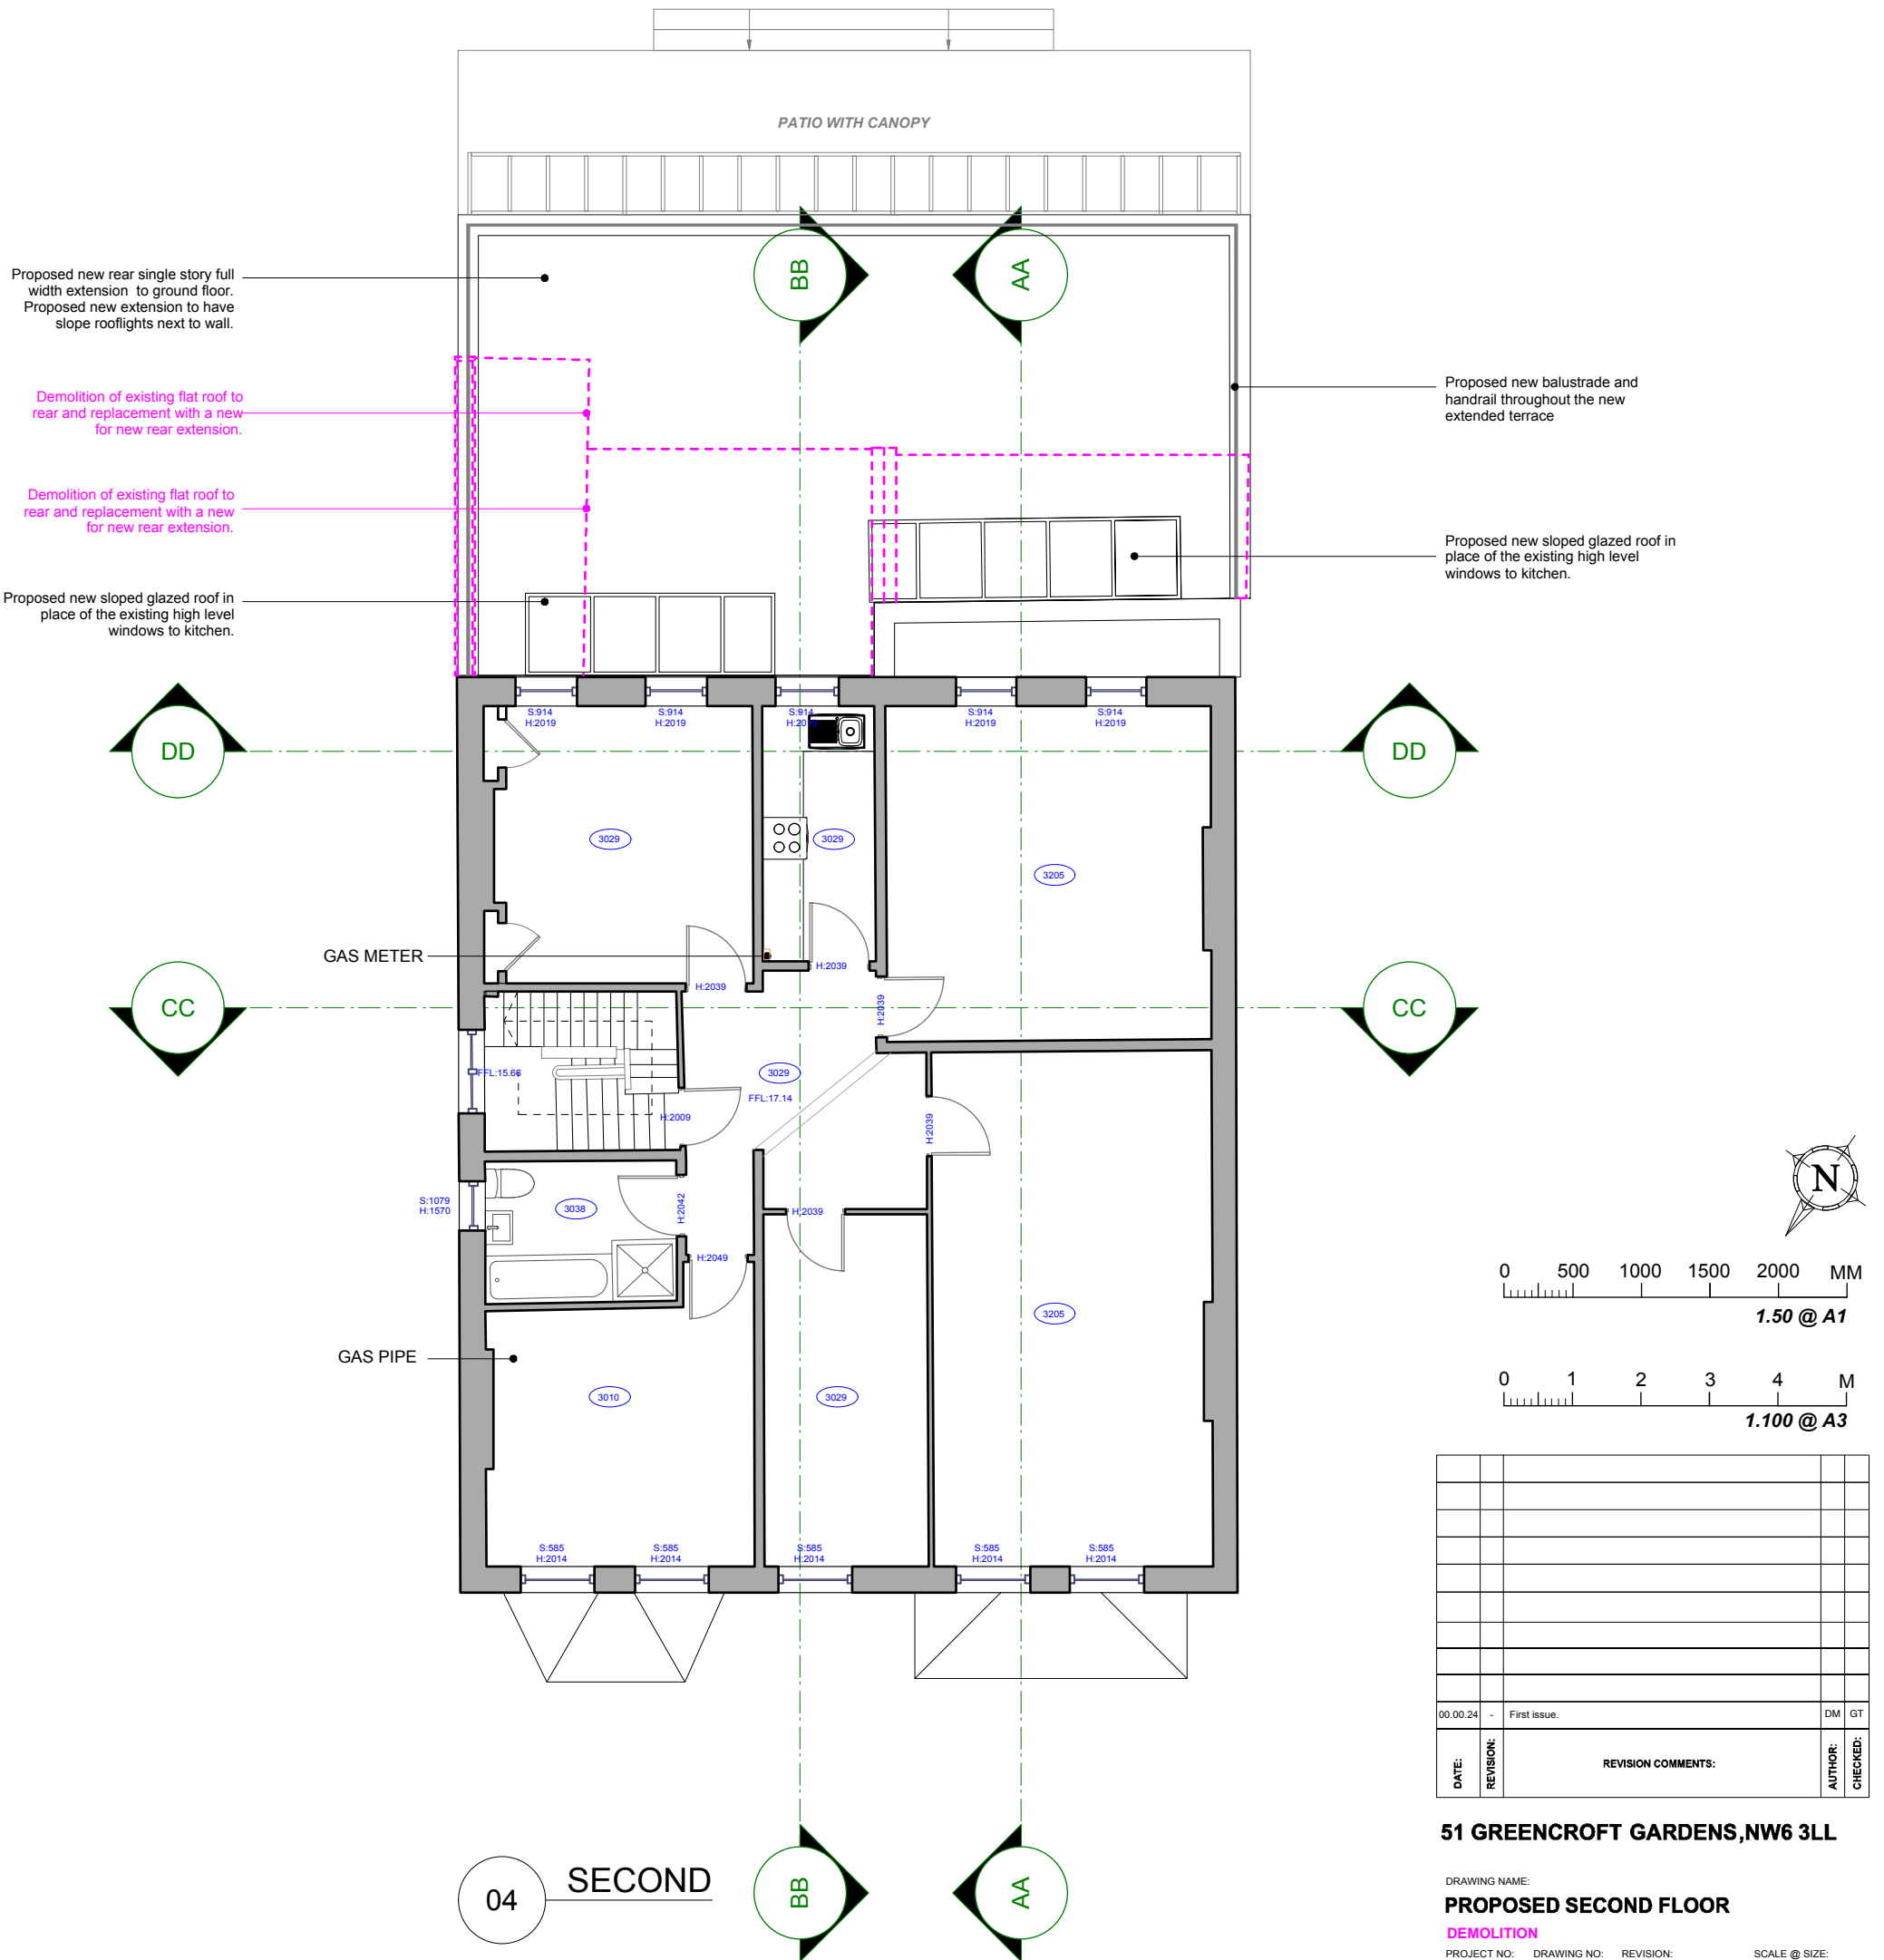 PATIO WITH CANOPY
BB
AA
Proposed new rear single story full
width extension to ground floor.
Proposed new extension to have
slope rooflights next to wall.
Demolition of existing flat roof to
rear and replacement with a new
for new rear extension.
Demolition of existing flat roof to
rear and replacement with a new
for new rear extension.
Proposed new sloped glazed roof in
place of the existing high level
windows to kitchen.
Proposed new balustrade and
handrail throughout the new
extended terrace
Proposed new sloped glazed roof in
place of the existing high level
windows to kitchen.
S:914
H:2019
S:914
H:2019
S:914
H:2019
S:914
H:2019
S:914
H:2019
DD
DD
3029
3029
3205
GAS METER
H:2039
H:2039
H:2039
CC
CC
FFL:15.66
3029
FFL:17.14
H:2009
H:2039
S:1079
H:1570
3038
H:2042
H:2039
H:2049
3205
GAS PIPE
3010
3029
S:585
H:2014
S:585
H:2014
S:585
H:2014
S:585
H:2014
S:585
H:2014
N
0 500 1000 1500 2000 MM
1.50 @ A1
0 1 2 3 4 M
1.100 @ A3
00.00.24 - First issue. DM GT
DATE: REVISION: REVISION COMMENTS: AUTHOR: CHECKED:
51 GREENCROFT GARDENS,NW6 3LL
DRAWING NAME:
PROPOSED SECOND FLOOR
DEMOLITION
PROJECT NO: DRAWING NO: REVISION: SCALE @ SIZE:
04 SECOND
BB
AA